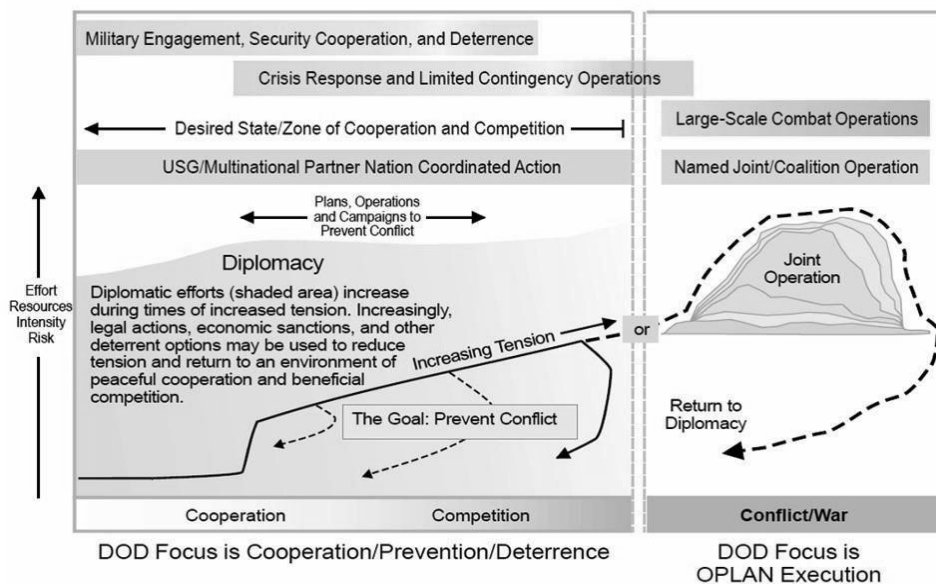 Military Engagement, Security Cooperation, and Deterrence
Crisis Response and Limited Contingency Operations
Large-Scale Combat Operations
Desired State/Zone of Cooperation and Competition
USG/Multinational Partner Nation Coordinated Action
Named Joint/Coalition Operation
Plans, Operations
and Campaigns to
Prevent Conflict
Effort
Resources
Intensity
Risk
Diplomacy
Diplomatic efforts (shaded area) increase
during times of increased tension. Increasingly,
legal actions, economic sanctions, and other
deterrent options may be used to reduce
tension and return to an environment of
peaceful cooperation and beneficial
competition.
Increasing Tension
The Goal: Prevent Conflict
or
Joint
Operation
Return to
Diplomacy
Cooperation
Competition
Conflict/War
DOD Focus is Cooperation/Prevention/Deterrence
DOD Focus is
OPLAN Execution